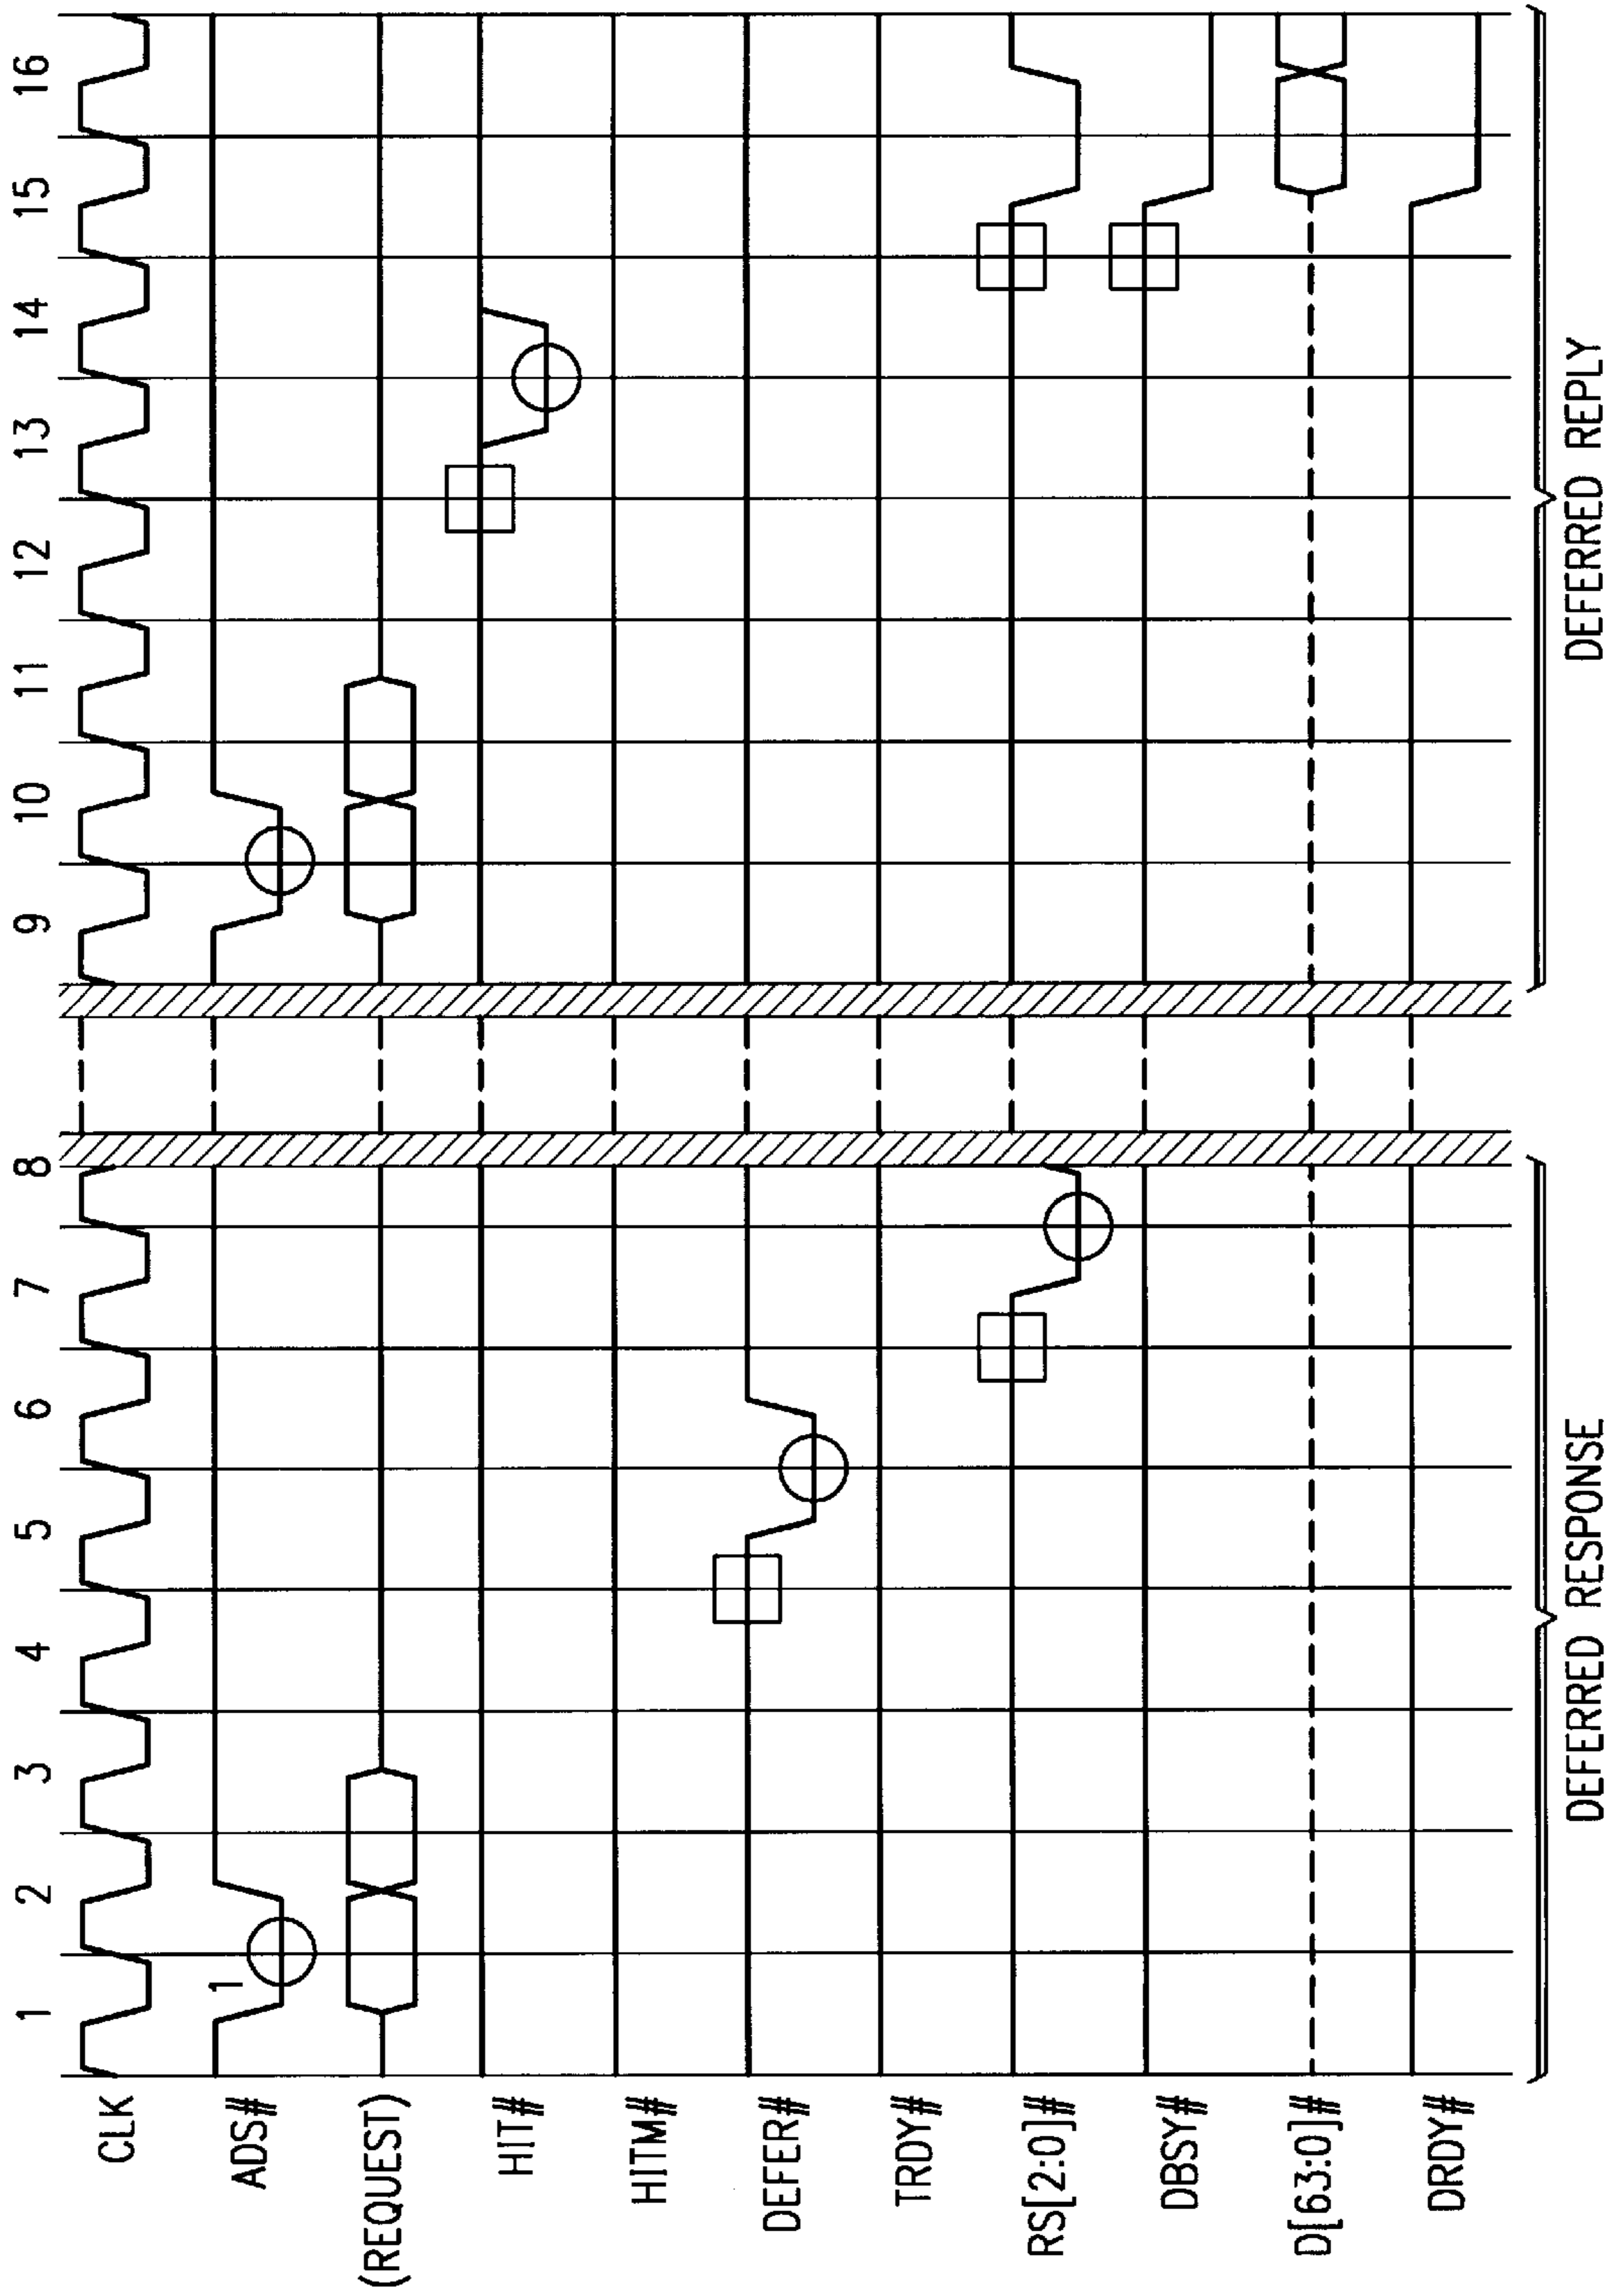 1 2 3 4 5 6 7 8 9 10 11 12 13 14 15 16
CLK
ADS#
1
(REQUEST)
HIT#
HITM#
DEFER#
TRDY#
RS[2:0]#
DBSY#
D[63:0]#
DRDY#
DEFERRED RESPONSE
DEFERRED REPLY